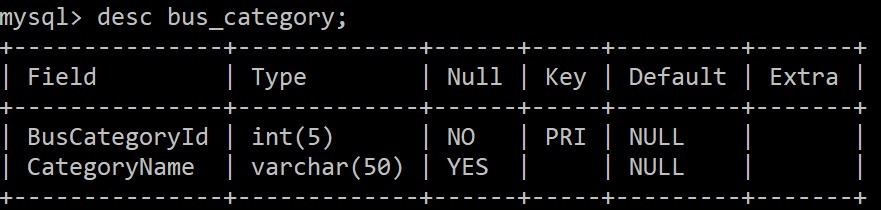 mysql> desc bus_category;
+---------------+-------------+------+-----+---------+-------+
| Field         | Type        | Null | Key | Default | Extra |
+---------------+-------------+------+-----+---------+-------+
| BusCategoryId | int(5)      | NO   | PRI | NULL    |       |
| CategoryName  | varchar(50) | YES  |     | NULL    |       |
+---------------+-------------+------+-----+---------+-------+